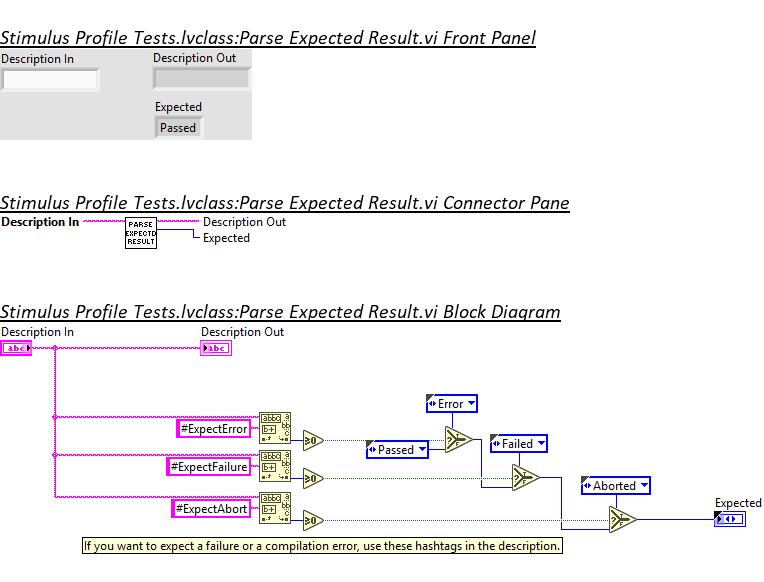 Stimulus Profile Tests.lvclass:Parse Expected Result.vi Front Panel
Description In
Description Out
Expected
Passed
Stimulus Profile Tests.lvclass:Parse Expected Result.vi Connector Pane
Description In
PARSE
EXPECTD
RESULT
Description Out
Expected
Stimulus Profile Tests.lvclass:Parse Expected Result.vi Block Diagram
Description In
Description Out
abc
abc
Error
#ExpectError
≥0
Passed
?
T
F
Failed
#ExpectFailure
≥0
?
T
F
Aborted
#ExpectAbort
≥0
?
T
F
Expected
If you want to expect a failure or a compilation error, use these hashtags in the description.